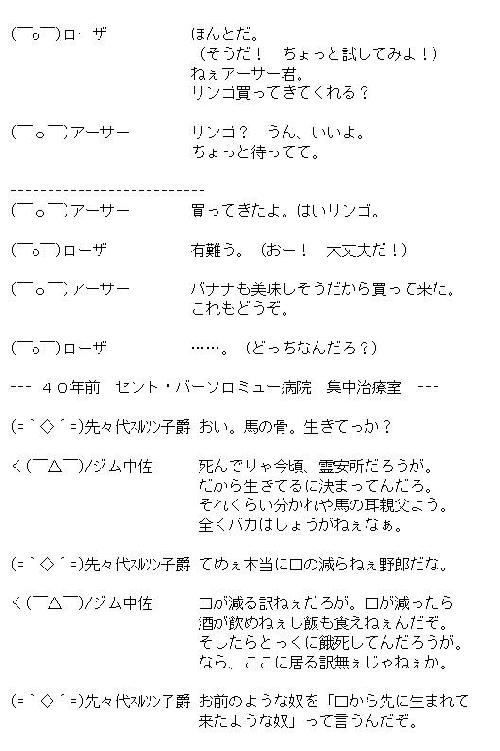 (￣o￣)ローザ ほんとだ。
（そうだ！　ちょっと試してみよ！）
ねぇアーサー君。
リンゴ買ってきてくれる？
(￣ｏ￣)アーサー リンゴ？　うん、いいよ。
ちょっと待ってて。
--------------------------
(￣ｏ￣)アーサー 買ってきたよ。はいリンゴ。
(￣o￣)ローザ 有難う。（おー！　大丈夫だ！）
(￣ｏ￣)アーサー バナナも美味しそうだから買って来た。
これもどうぞ。
(￣o￣)ローザ ……。（どっちなんだろ？）
--- ４０年前　セント・バーソロミュー病院　集中治療室　---
(=｀◇´=)先々代ｽﾙﾂﾝ子爵 おい。馬の骨。生きてっか？
く(￣△￣)/ジム中佐 死んでりゃ今頃、霊安所だろうが。
だから生きてるに決まってんだろ。
それくらい分かれや馬の耳親父よう。
全くバカはしょうがねぇなぁ。
(=｀◇´=)先々代ｽﾙﾂﾝ子爵 てめぇ本当に口の減らねぇ野郎だな。
く(￣△￣)/ジム中佐 口が減る訳ねぇだろが。口が減ったら
酒が飲めねぇし飯も食えねぇんだぞ。
そしたらとっくに餓死してんだろうが。
なら、ここに居る訳無ぇじゃねぇか。
(=｀◇´=)先々代ｽﾙﾂﾝ子爵 お前のような奴を「口から先に生まれて
来たような奴」って言うんだぞ。